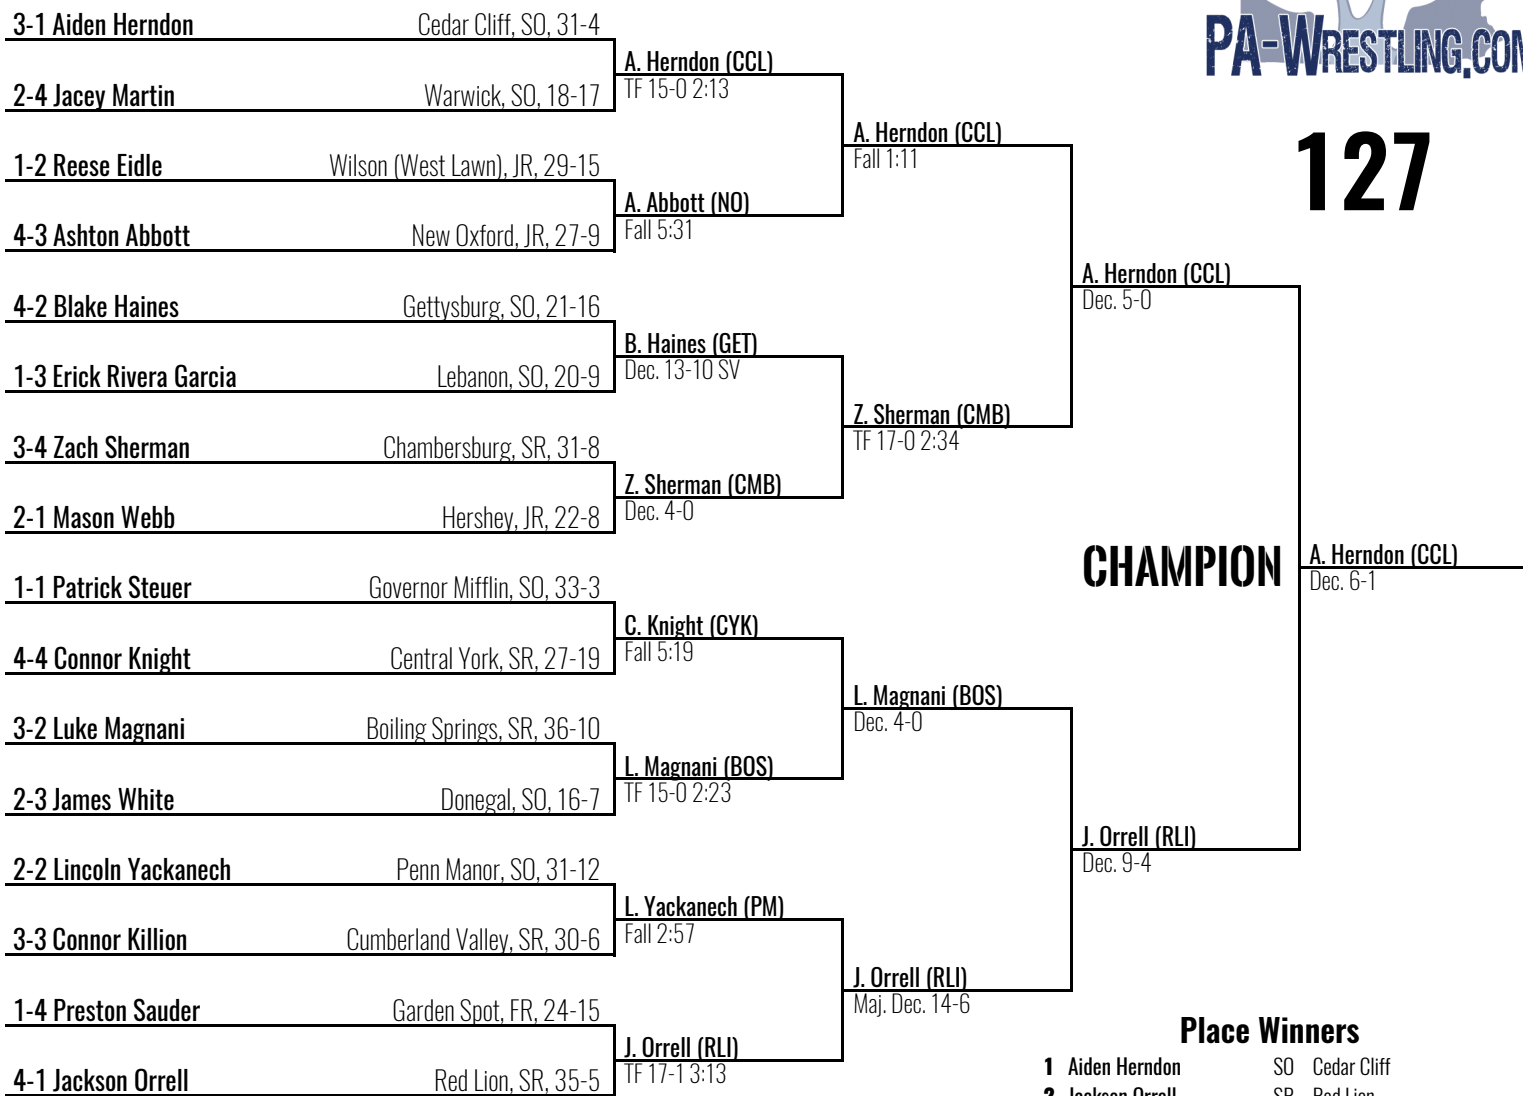 PA-WRESTLING.COM
127
3-1 Aiden Herndon Cedar Cliff, SO, 31-4
A. Herndon (CCL)
TF 15-0 2:13
2-4 Jacey Martin Warwick, SO, 18-17
A. Herndon (CCL)
Fall 1:11
1-2 Reese Eidle Wilson (West Lawn), JR, 29-15
A. Abbott (NO)
Fall 5:31
4-3 Ashton Abbott New Oxford, JR, 27-9
A. Herndon (CCL)
Dec. 5-0
4-2 Blake Haines Gettysburg, SO, 21-16
B. Haines (GET)
Dec. 13-10 SV
1-3 Erick Rivera Garcia Lebanon, SO, 20-9
Z. Sherman (CMB)
TF 17-0 2:34
3-4 Zach Sherman Chambersburg, SR, 31-8
Z. Sherman (CMB)
Dec. 4-0
2-1 Mason Webb Hershey, JR, 22-8
CHAMPION
A. Herndon (CCL)
Dec. 6-1
1-1 Patrick Steuer Governor Mifflin, SO, 33-3
C. Knight (CYK)
Fall 5:19
4-4 Connor Knight Central York, SR, 27-19
L. Magnani (BOS)
Dec. 4-0
3-2 Luke Magnani Boiling Springs, SR, 36-10
L. Magnani (BOS)
TF 15-0 2:23
2-3 James White Donegal, SO, 16-7
J. Orrell (RLI)
Dec. 9-4
2-2 Lincoln Yackanech Penn Manor, SO, 31-12
L. Yackanech (PM)
Fall 2:57
3-3 Connor Killion Cumberland Valley, SR, 30-6
J. Orrell (RLI)
Maj. Dec. 14-6
1-4 Preston Sauder Garden Spot, FR, 24-15
J. Orrell (RLI)
TF 17-1 3:13
4-1 Jackson Orrell Red Lion, SR, 35-5
Place Winners
1 Aiden Herndon SO Cedar Cliff
2 Jackson Orrell SR Red Lion